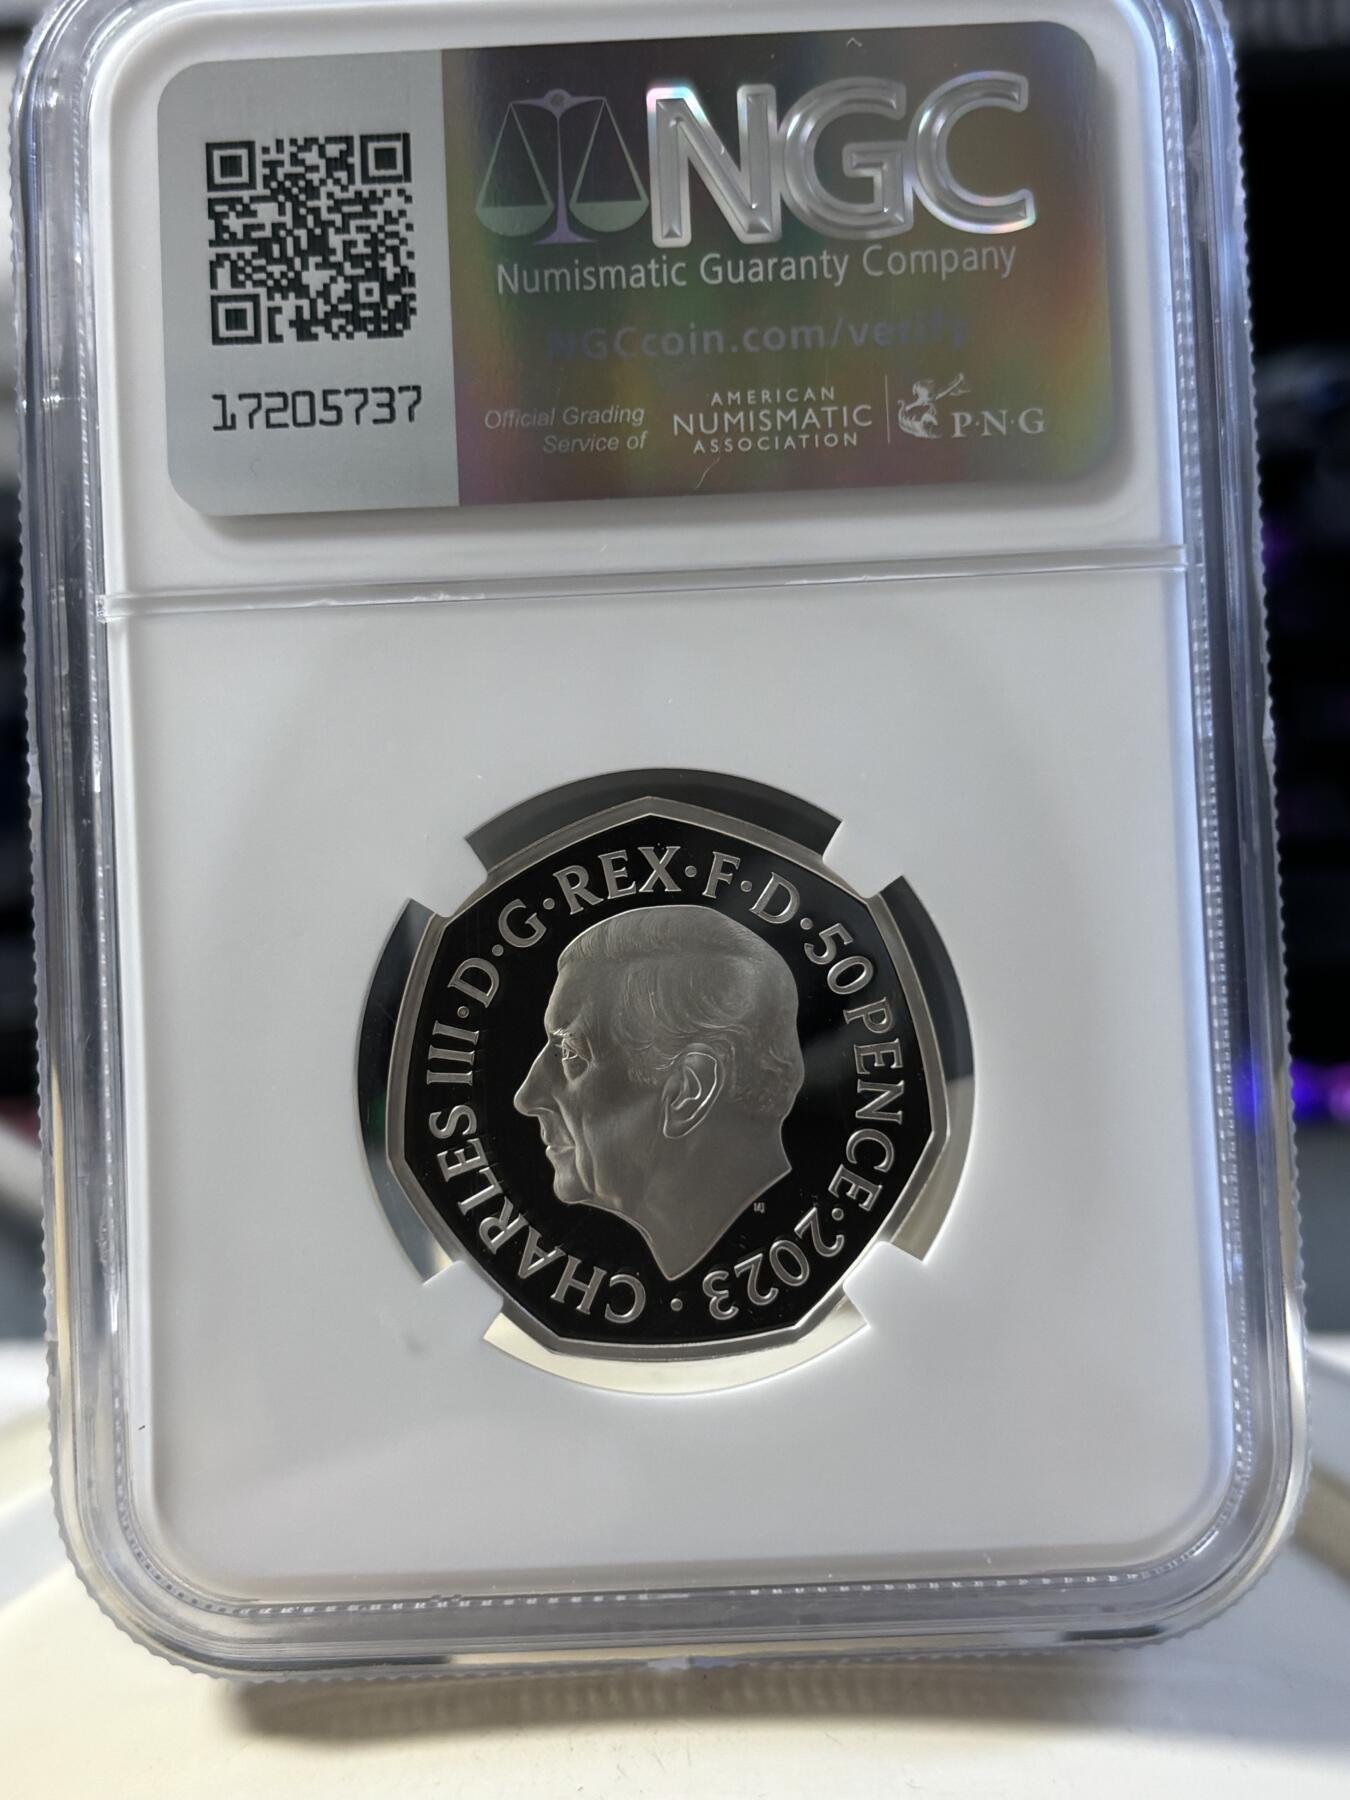 NGC
Numismatic Guaranty Company
NGCcoin.com/verify
17205737
Official Grading
Service of
AMERICAN
NUMISMATIC
ASSOCIATION
P·N·G
CHARLES III·D·G·REX·F·D·50 PENCE·2023·